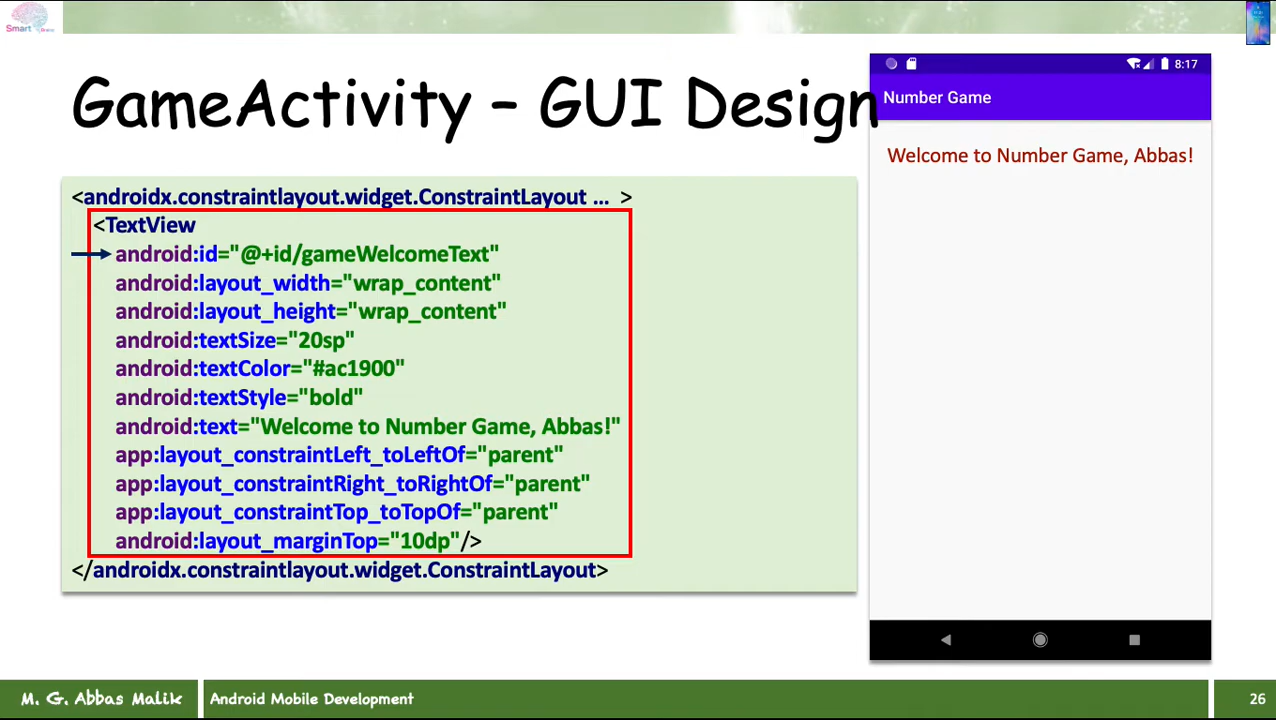 Smart Brains
GameActivity – GUI Design
8:17
Number Game
Welcome to Number Game, Abbas!
<androidx.constraintlayout.widget.ConstraintLayout ... >
<TextView
android:id="@+id/gameWelcomeText"
android:layout_width="wrap_content"
android:layout_height="wrap_content"
android:textSize="20sp"
android:textColor="#ac1900"
android:textStyle="bold"
android:text="Welcome to Number Game, Abbas!"
app:layout_constraintLeft_toLeftOf="parent"
app:layout_constraintRight_toRightOf="parent"
app:layout_constraintTop_toTopOf="parent"
android:layout_marginTop="10dp"/>
</androidx.constraintlayout.widget.ConstraintLayout>
M. G. Abbas Malik
Android Mobile Development
26